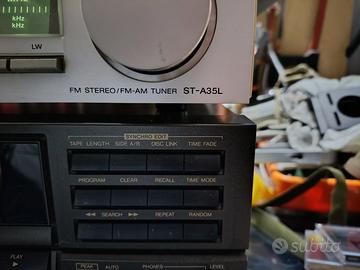 kHz
kHz
LW
FM STEREO/FM-AM TUNER ST-A35L
SYNCHRO EDIT
TAPE LENGTH SIDE A/B DISC LINK TIME FADE
PROGRAM CLEAR RECALL TIME MODE
◄◄ SEARCH ►► REPEAT RANDOM
PLAY ►
PEAK AUTO PHONES LEVEL
subito